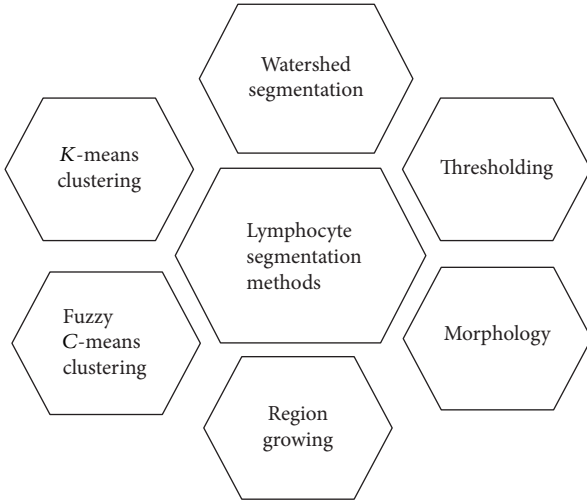 Watershed
segmentation
K-means
clustering
Thresholding
Lymphocyte
segmentation
methods
Fuzzy
C-means
clustering
Morphology
Region
growing